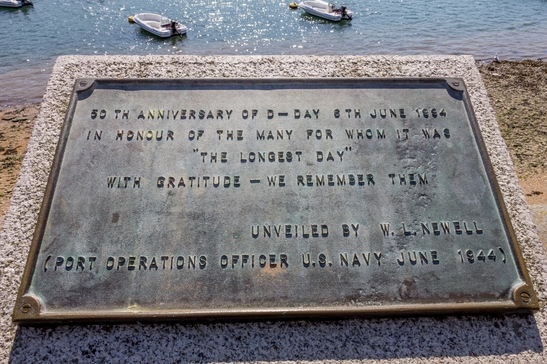 50 TH ANNIVERSARY OF D-DAY 6TH JUNE 1994
IN HONOUR OF THE MANY FOR WHOM IT WAS
"THE LONGEST DAY"
WITH GRATITUDE - WE REMEMBER THEM
UNVEILED BY W. L. NEWELL
(PORT OPERATIONS OFFICER U.S. NAVY JUNE 1944)